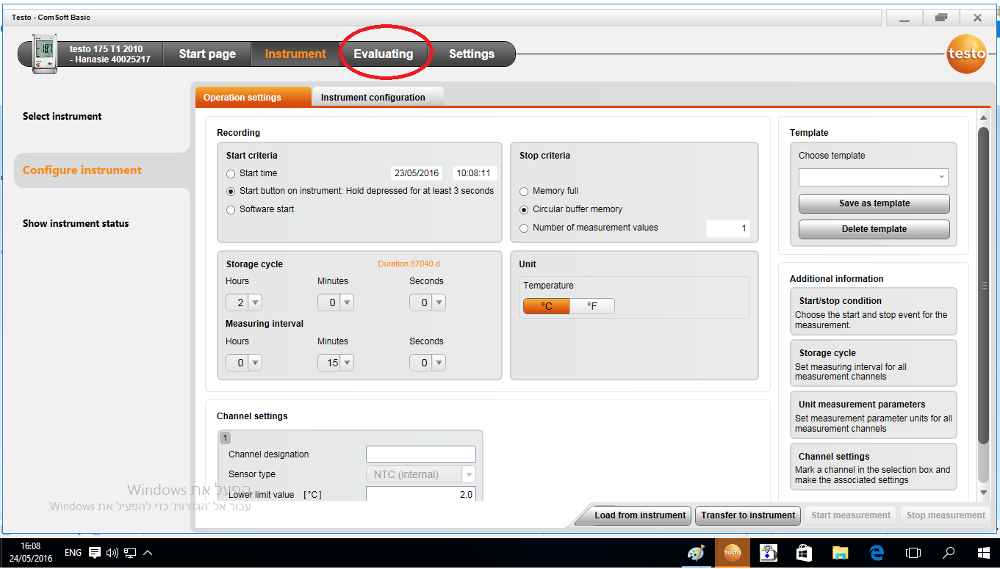 Testo - ComSoft Basic
testo 175 T1 2010
- Hanasie 40025217
Start page
Instrument
Evaluating
Settings
testo
Select instrument
Configure instrument
Show instrument status
Operation settings
Instrument configuration
Recording
Start criteria
Start time
23/05/2016
10:08:11
Start button on instrument: Hold depressed for at least 3 seconds
Software start
Stop criteria
Memory full
Circular buffer memory
Number of measurement values
1
Storage cycle
Duration:87040 d
Hours
Minutes
Seconds
2
0
0
Measuring interval
Hours
Minutes
Seconds
0
15
0
Unit
Temperature
°C
°F
Channel settings
1
Channel designation
Sensor type
NTC (internal)
Lower limit value [°C]
2.0
Template
Choose template
Save as template
Delete template
Additional information
Start/stop condition
Choose the start and stop event for the
measurement.
Storage cycle
Set measuring interval for all
measurement channels
Unit measurement parameters
Set measurement parameter units for all
measurement channels
Channel settings
Mark a channel in the selection box and
make the associated settings
הפעל את Windows
עבור אל 'הגדרות' כדי להפעיל את Windows.
Load from instrument
Transfer to instrument
Start measurement
Stop measurement
16:08
24/05/2016
ENG
testo